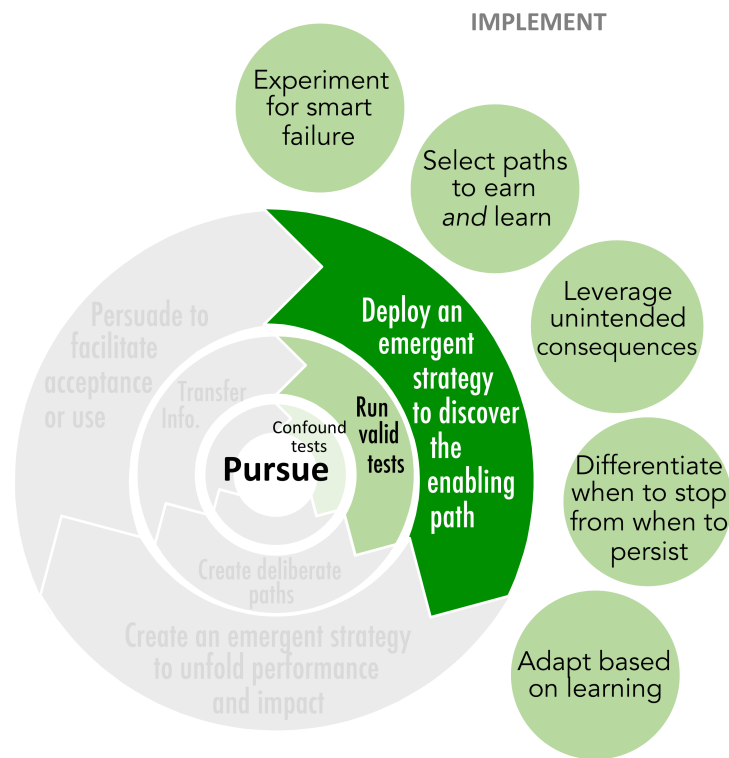 IMPLEMENT
Experiment
for smart
failure
Select paths
to earn
and learn
Leverage
unintended
consequences
Differentiate
when to stop
from when to
persist
Adapt based
on learning
Deploy an
emergent
strategy
to discover
the
enabling
path
Run
valid
tests
Confound
tests
Pursue
Persuade to
facilitate
acceptance
or use
Transfer
Info.
Create deliberate
paths
Create an emergent strategy
to unfold performance
and impact